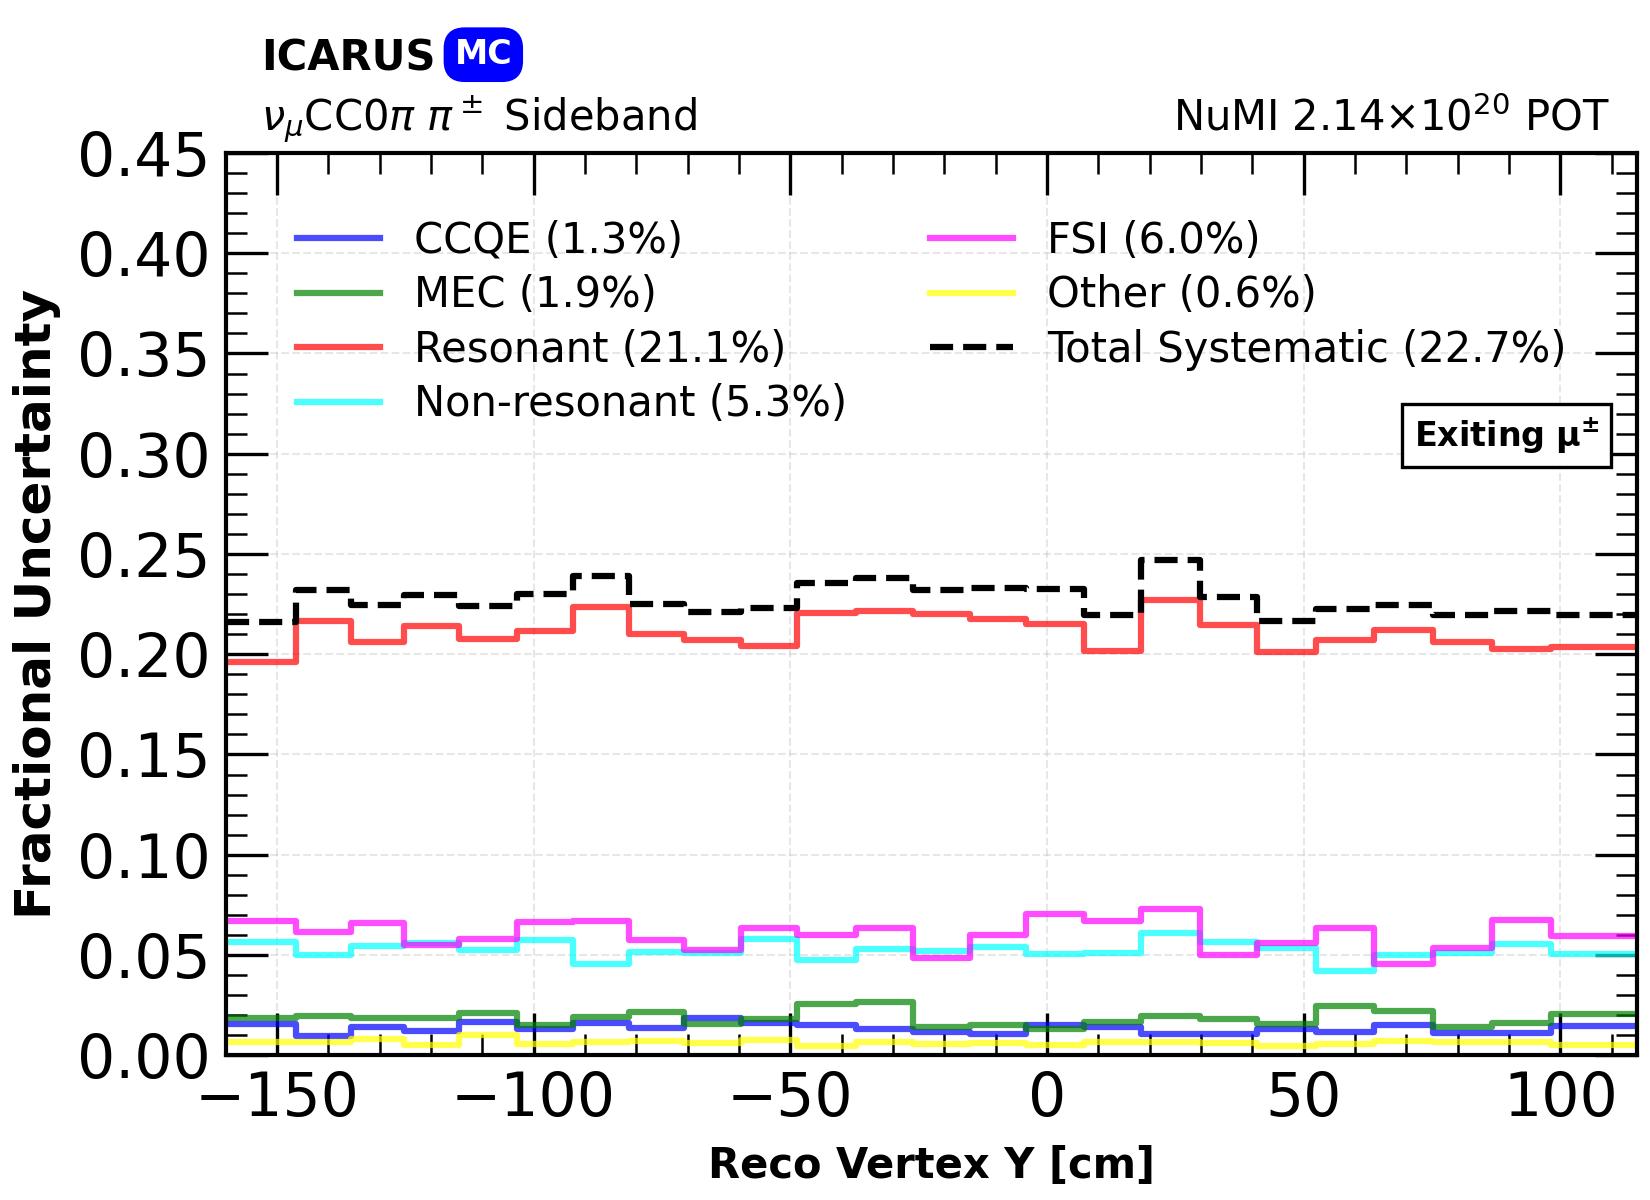 ICARUS MC
νμCC0π π± Sideband NuMI 2.14×10²⁰ POT
0.45
0.40
0.35
0.30
0.25
0.20
0.15
0.10
0.05
0.00
Fractional Uncertainty
CCQE (1.3%)
MEC (1.9%)
Resonant (21.1%)
Non-resonant (5.3%)
FSI (6.0%)
Other (0.6%)
Total Systematic (22.7%)
Exiting μ±
−150 −100 −50 0 50 100
Reco Vertex Y [cm]